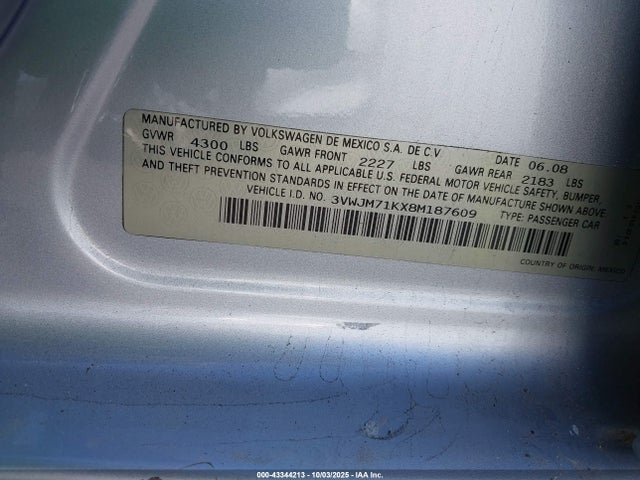 MANUFACTURED BY VOLKSWAGEN DE MEXICO S.A. DE C.V DATE 06.08
GVWR 4300 LBS GAWR FRONT 2227 LBS GAWR REAR 2183 LBS
THIS VEHICLE CONFORMS TO ALL APPLICABLE U.S. FEDERAL MOTOR VEHICLE SAFETY, BUMPER,
AND THEFT PREVENTION STANDARDS IN EFFECT ON THE DATE OF MANUFACTURE SHOWN ABOVE.
VEHICLE I.D. NO. 3VWJM71KX8M187609 TYPE: PASSENGER CAR
COUNTRY OF ORIGIN: MEXICO
000-43344213 - 10/03/2025 - IAA Inc.